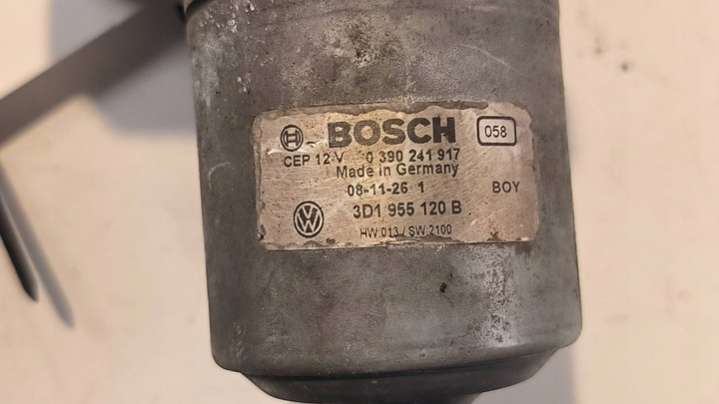 BOSCH 058
CEP 12 V 0 390 241 917
Made in Germany
08-11-26 1 BOY
3D1 955 120 B
HW 013 / SW 2100